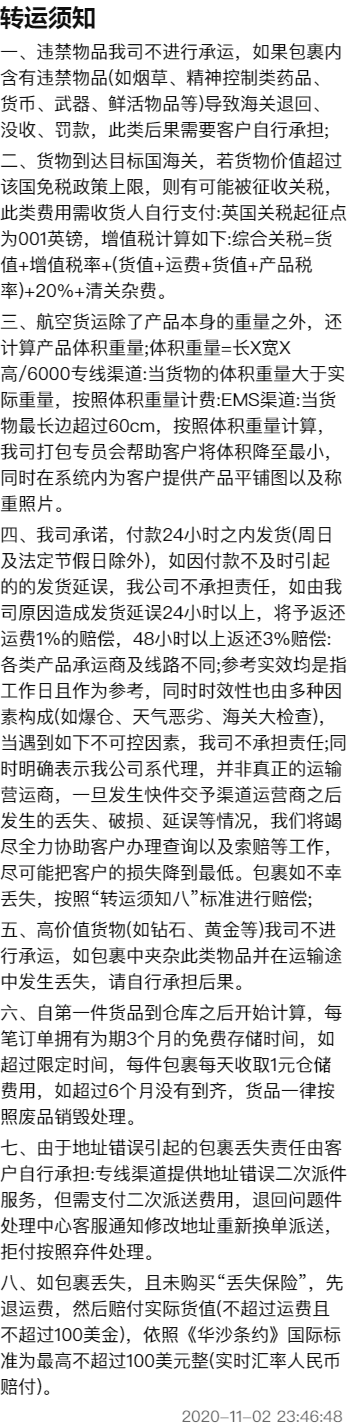 转运须知
一、违禁物品我司不进行承运，如果包裹内
含有违禁物品(如烟草、精神控制类药品、
货币、武器、鲜活物品等)导致海关退回、
没收、罚款，此类后果需要客户自行承担;
二、货物到达目标国海关，若货物价值超过
该国免税政策上限，则有可能被征收关税，
此类费用需收货人自行支付:英国关税起征点
为001英镑，增值税计算如下:综合关税=货
值+增值税率+(货值+运费+货值+产品税
率)+20%+清关杂费。
三、航空货运除了产品本身的重量之外，还
计算产品体积重量;体积重量=长X宽X
高/6000专线渠道:当货物的体积重量大于实
际重量，按照体积重量计费:EMS渠道:当货
物最长边超过60cm，按照体积重量计算，
我司打包专员会帮助客户将体积降至最小，
同时在系统内为客户提供产品平铺图以及称
重照片。
四、我司承诺，付款24小时之内发货(周日
及法定节假日除外)，如因付款不及时引起
的的发货延误，我公司不承担责任，如由我
司原因造成发货延误24小时以上，将予返还
运费1%的赔偿，48小时以上返还3%赔偿:
各类产品承运商及线路不同;参考实效均是指
工作日且作为参考，同时时效性也由多种因
素构成(如爆仓、天气恶劣、海关大检查)，
当遇到如下不可控因素，我司不承担责任;同
时明确表示我公司系代理，并非真正的运输
营运商，一旦发生快件交予渠道运营商之后
发生的丢失、破损、延误等情况，我们将竭
尽全力协助客户办理查询以及索赔等工作，
尽可能把客户的损失降到最低。包裹如不幸
丢失，按照“转运须知八”标准进行赔偿;
五、高价值货物(如钻石、黄金等)我司不进
行承运，如包裹中夹杂此类物品并在运输途
中发生丢失，请自行承担后果。
六、自第一件货品到仓库之后开始计算，每
笔订单拥有为期3个月的免费存储时间，如
超过限定时间，每件包裹每天收取1元仓储
费用，如超过6个月没有到齐，货品一律按
照废品销毁处理。
七、由于地址错误引起的包裹丢失责任由客
户自行承担:专线渠道提供地址错误二次派件
服务，但需支付二次派送费用，退回问题件
处理中心客服通知修改地址重新换单派送，
拒付按照弃件处理。
八、如包裹丢失，且未购买“丢失保险”，先
退运费，然后赔付实际货值(不超过运费且
不超过100美金)，依照《华沙条约》国际标
准为最高不超过100美元整(实时汇率人民币
赔付)。
2020-11-02 23:46:48